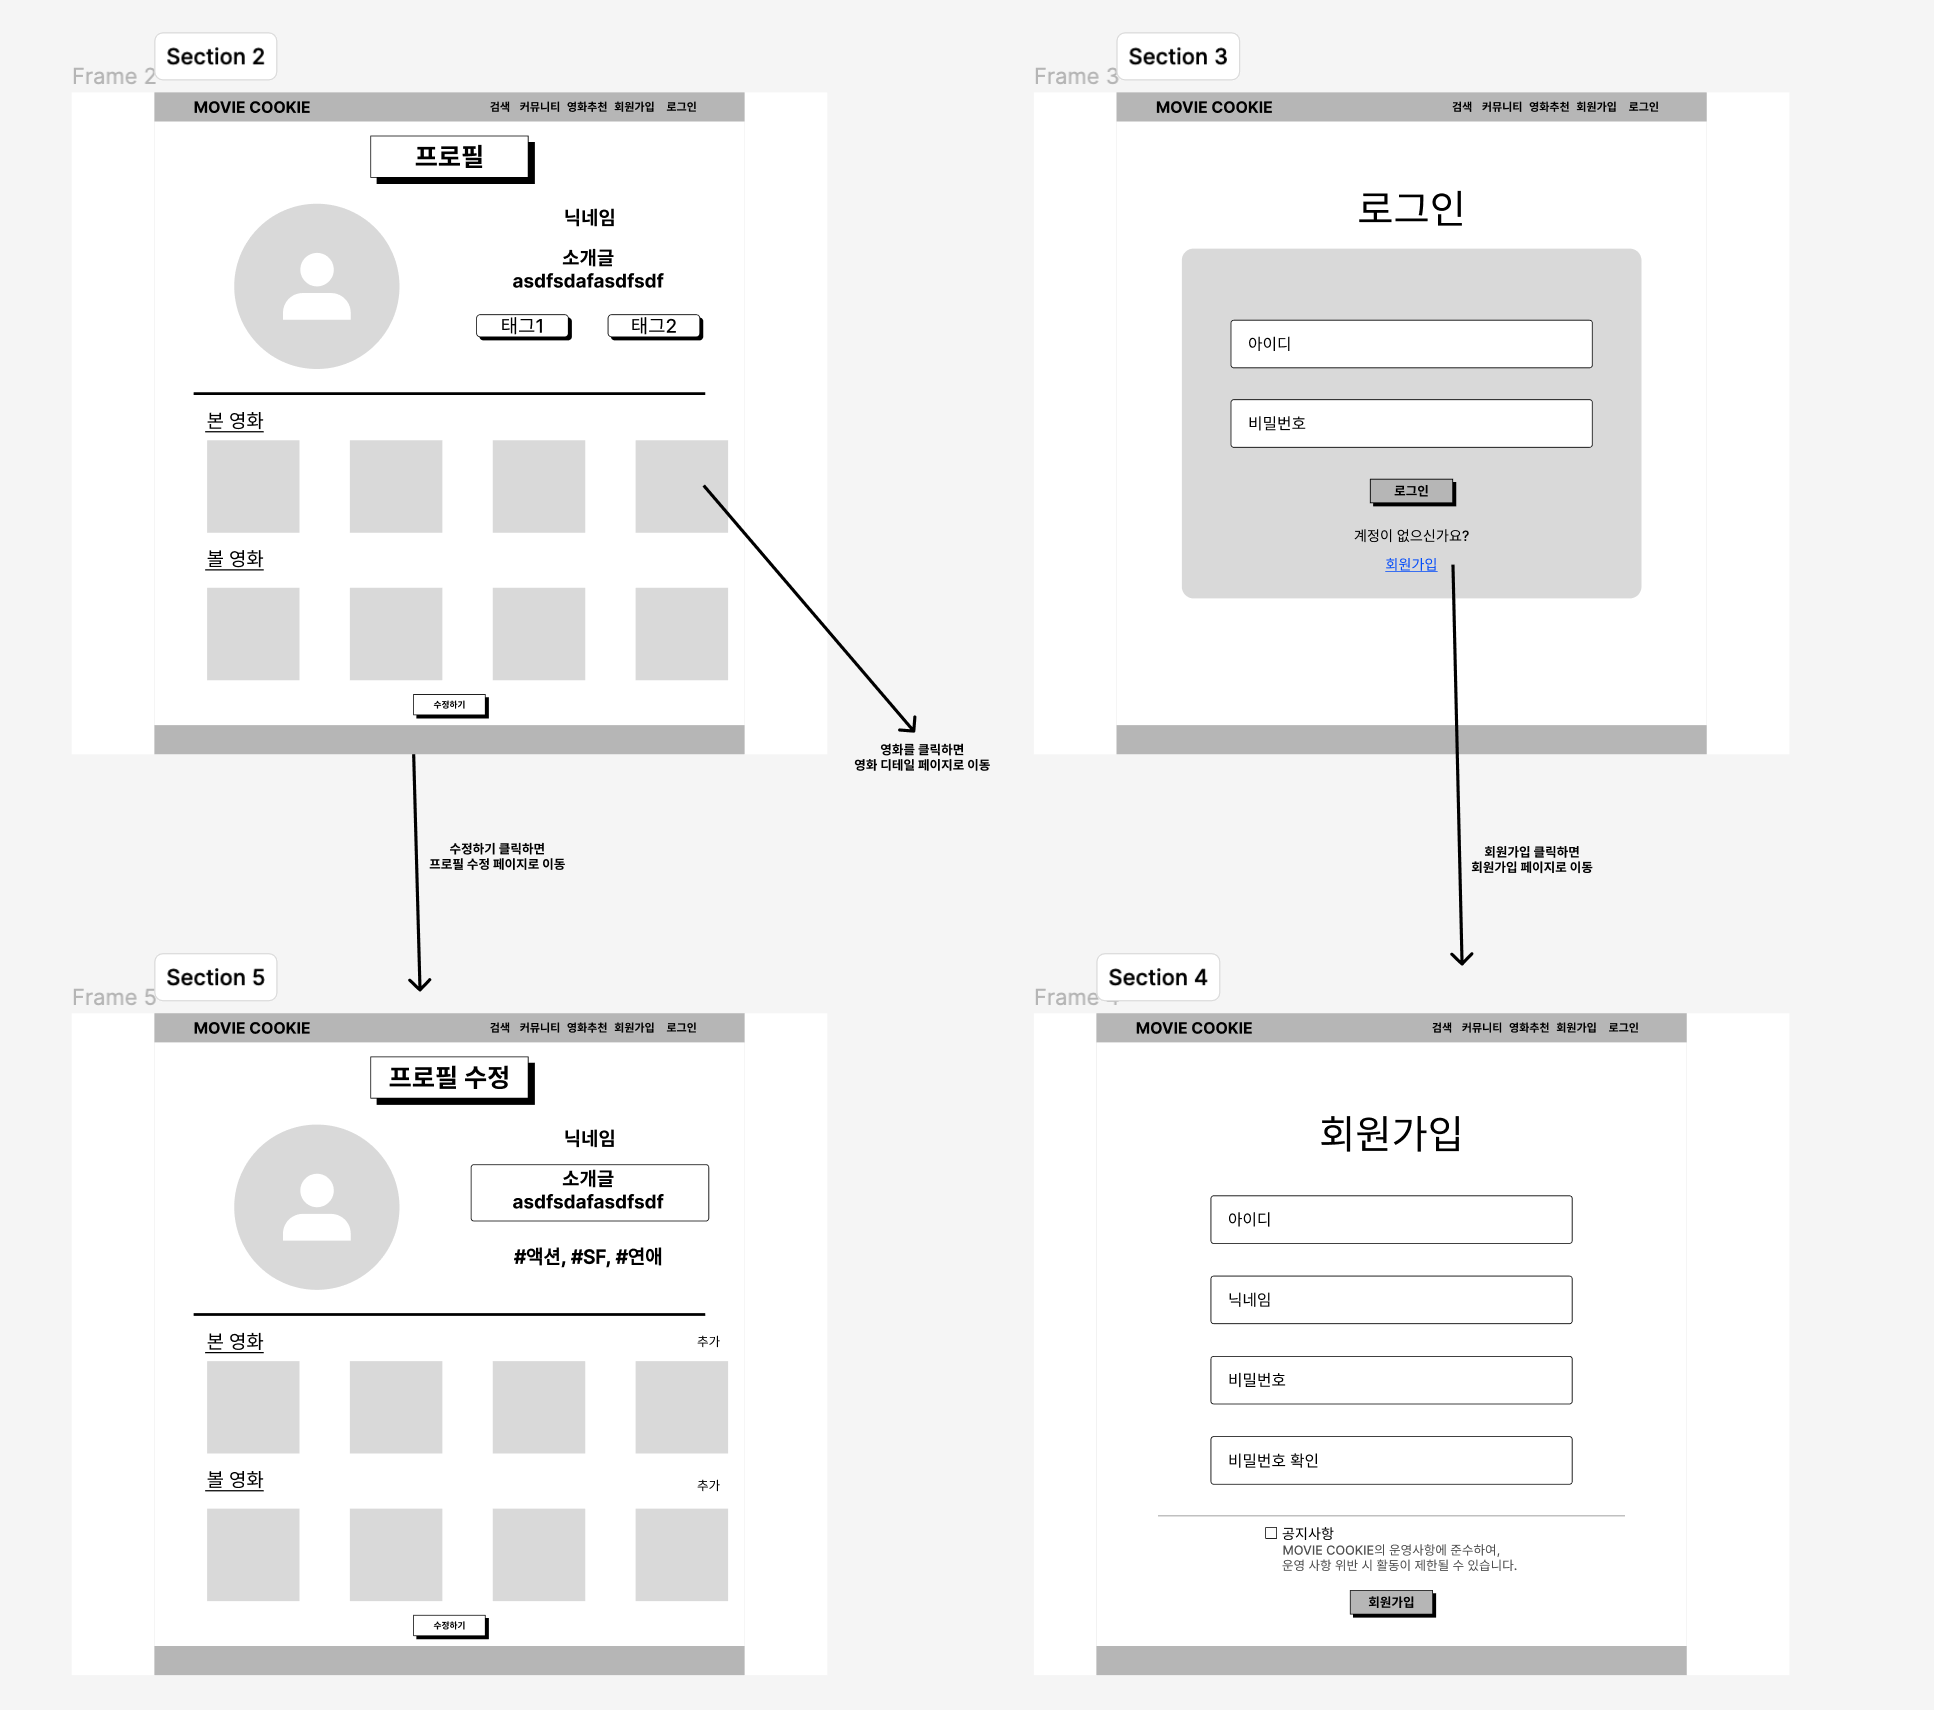 Section 2
Frame 2
MOVIE COOKIE
검색 커뮤니티 영화추천 회원가입 로그인
프로필
닉네임
소개글
asdfsdafasdfsdf
태그1
태그2
본 영화
볼 영화
수정하기
영화를 클릭하면
영화 디테일 페이지로 이동
수정하기 클릭하면
프로필 수정 페이지로 이동
Section 3
Frame 3
MOVIE COOKIE
검색 커뮤니티 영화추천 회원가입 로그인
로그인
아이디
비밀번호
로그인
계정이 없으신가요?
회원가입
회원가입 클릭하면
회원가입 페이지로 이동
Section 5
Frame 5
MOVIE COOKIE
검색 커뮤니티 영화추천 회원가입 로그인
프로필 수정
닉네임
소개글
asdfsdafasdfsdf
#액션, #SF, #연애
본 영화
추가
볼 영화
추가
수정하기
Section 4
Frame 4
MOVIE COOKIE
검색 커뮤니티 영화추천 회원가입 로그인
회원가입
아이디
닉네임
비밀번호
비밀번호 확인
공지사항
MOVIE COOKIE의 운영사항에 준수하여,
운영 사항 위반 시 활동이 제한될 수 있습니다.
회원가입